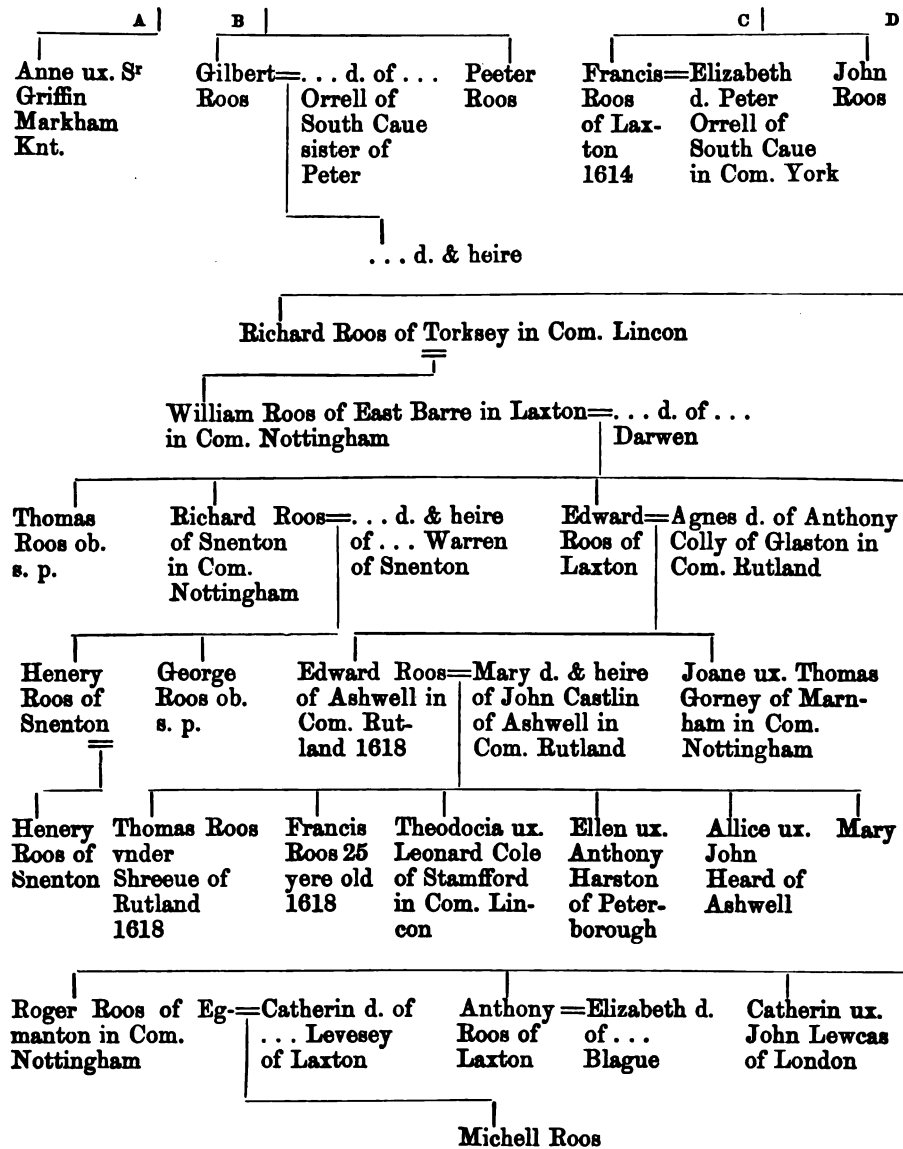 A B C D
Anne ux. Sr
Griffin
Markham
Knt.
Gilbert=. . . d. of . . .
Roos Orrell of
South Caue
sister of
Peter
Peeter
Roos
Francis=Elizabeth
Roos d. Peter
of Lax- Orrell of
ton South Caue
1614 in Com. York
John
Roos
. . . d. & heire
Richard Roos of Torksey in Com. Lincon
=
William Roos of East Barre in Laxton=. . . d. of . . .
in Com. Nottingham Darwen
Thomas
Roos ob.
s. p.
Richard Roos=. . . d. & heire
of Snenton of . . . Warren
in Com. of Snenton
Nottingham
Edward=Agnes d. of Anthony
Roos of Colly of Glaston in
Laxton Com. Rutland
Henery
Roos of
Snenton
=
George
Roos ob.
s. p.
Edward Roos=Mary d. & heire
of Ashwell in of John Castlin
Com. Rut- of Ashwell in
land 1618 Com. Rutland
Joane ux. Thomas
Gorney of Marn-
ham in Com.
Nottingham
Henery
Roos of
Snenton
Thomas Roos
vnder
Shreeue of
Rutland
1618
Francis
Roos 25
yere old
1618
Theodocia ux.
Leonard Cole
of Stamfford
in Com. Lin-
con
Ellen ux.
Anthony
Harston
of Peter-
borough
Allice ux.
John
Heard of
Ashwell
Mary
Roger Roos of Eg-=Catherin d. of
manton in Com. . . . Levesey
Nottingham of Laxton
Anthony=Elizabeth d.
Roos of of . . .
Laxton Blague
Catherin ux.
John Lewcas
of London
Michell Roos